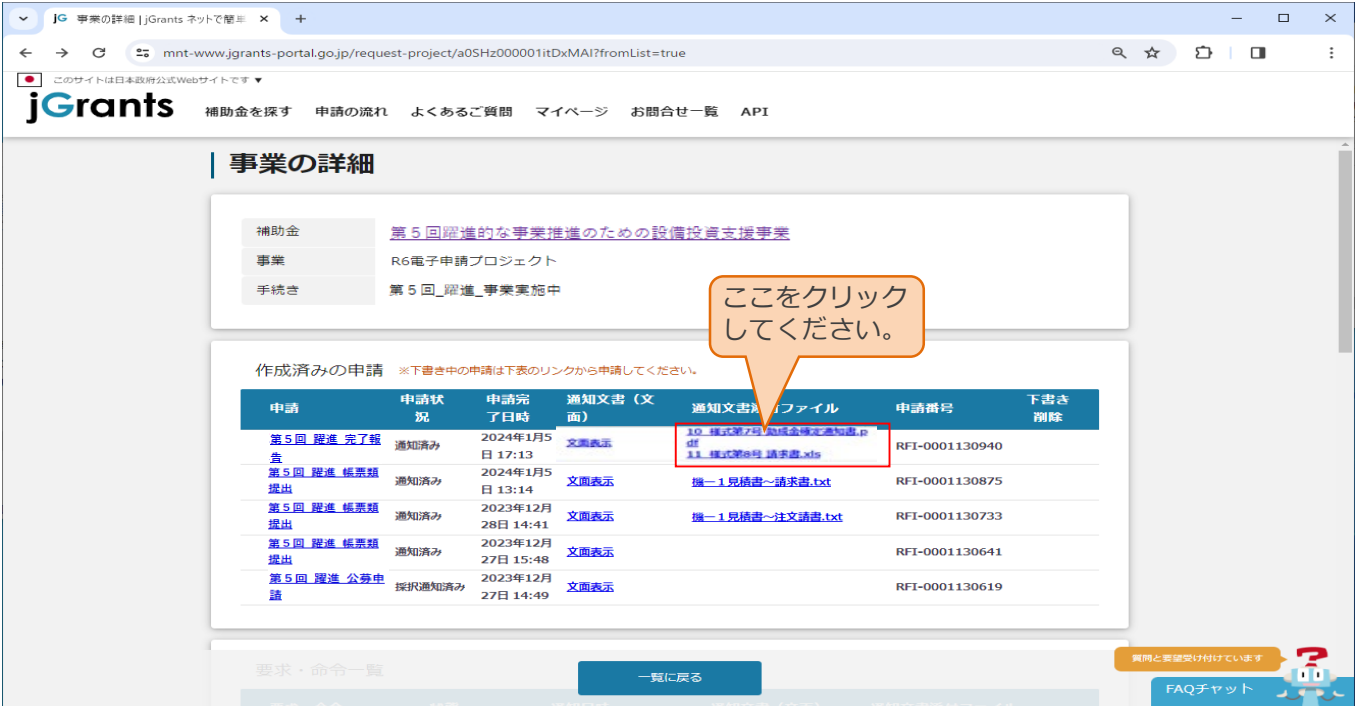 jG 事業の詳細 | jGrants ネットで簡単
mnt-www.jgrants-portal.go.jp/request-project/a0SHz000001itDxMAI?fromList=true
このサイトは日本政府公式Webサイトです ▼
jGrants 補助金を探す 申請の流れ よくあるご質問 マイページ お問合せ一覧 API
事業の詳細
補助金 第５回躍進的な事業推進のための設備投資支援事業
事業 R6電子申請プロジェクト
手続き 第５回_躍進_事業実施中
ここをクリック
してください。
作成済みの申請 ※下書き中の申請は下表のリンクから申請してください。
申請 申請状況 申請完了日時 通知文書（文面） 通知文書添付ファイル 申請番号 下書き削除
第５回_躍進_完了報告 通知済み 2024年1月5日 17:13 文面表示 10_様式第7号_助成金確定通知書.pdf 11_様式第8号_請求書.xls RFI-0001130940
第５回_躍進_帳票類提出 通知済み 2024年1月5日 13:14 文面表示 機－１見積書～請求書.txt RFI-0001130875
第５回_躍進_帳票類提出 通知済み 2023年12月28日 14:41 文面表示 機－１見積書～注文請書.txt RFI-0001130733
第５回_躍進_帳票類提出 通知済み 2023年12月27日 15:48 文面表示 RFI-0001130641
第５回_躍進_公募申請 採択通知済み 2023年12月27日 14:49 文面表示 RFI-0001130619
要求・命令一覧
一覧に戻る
質問と要望受け付けています
FAQチャット